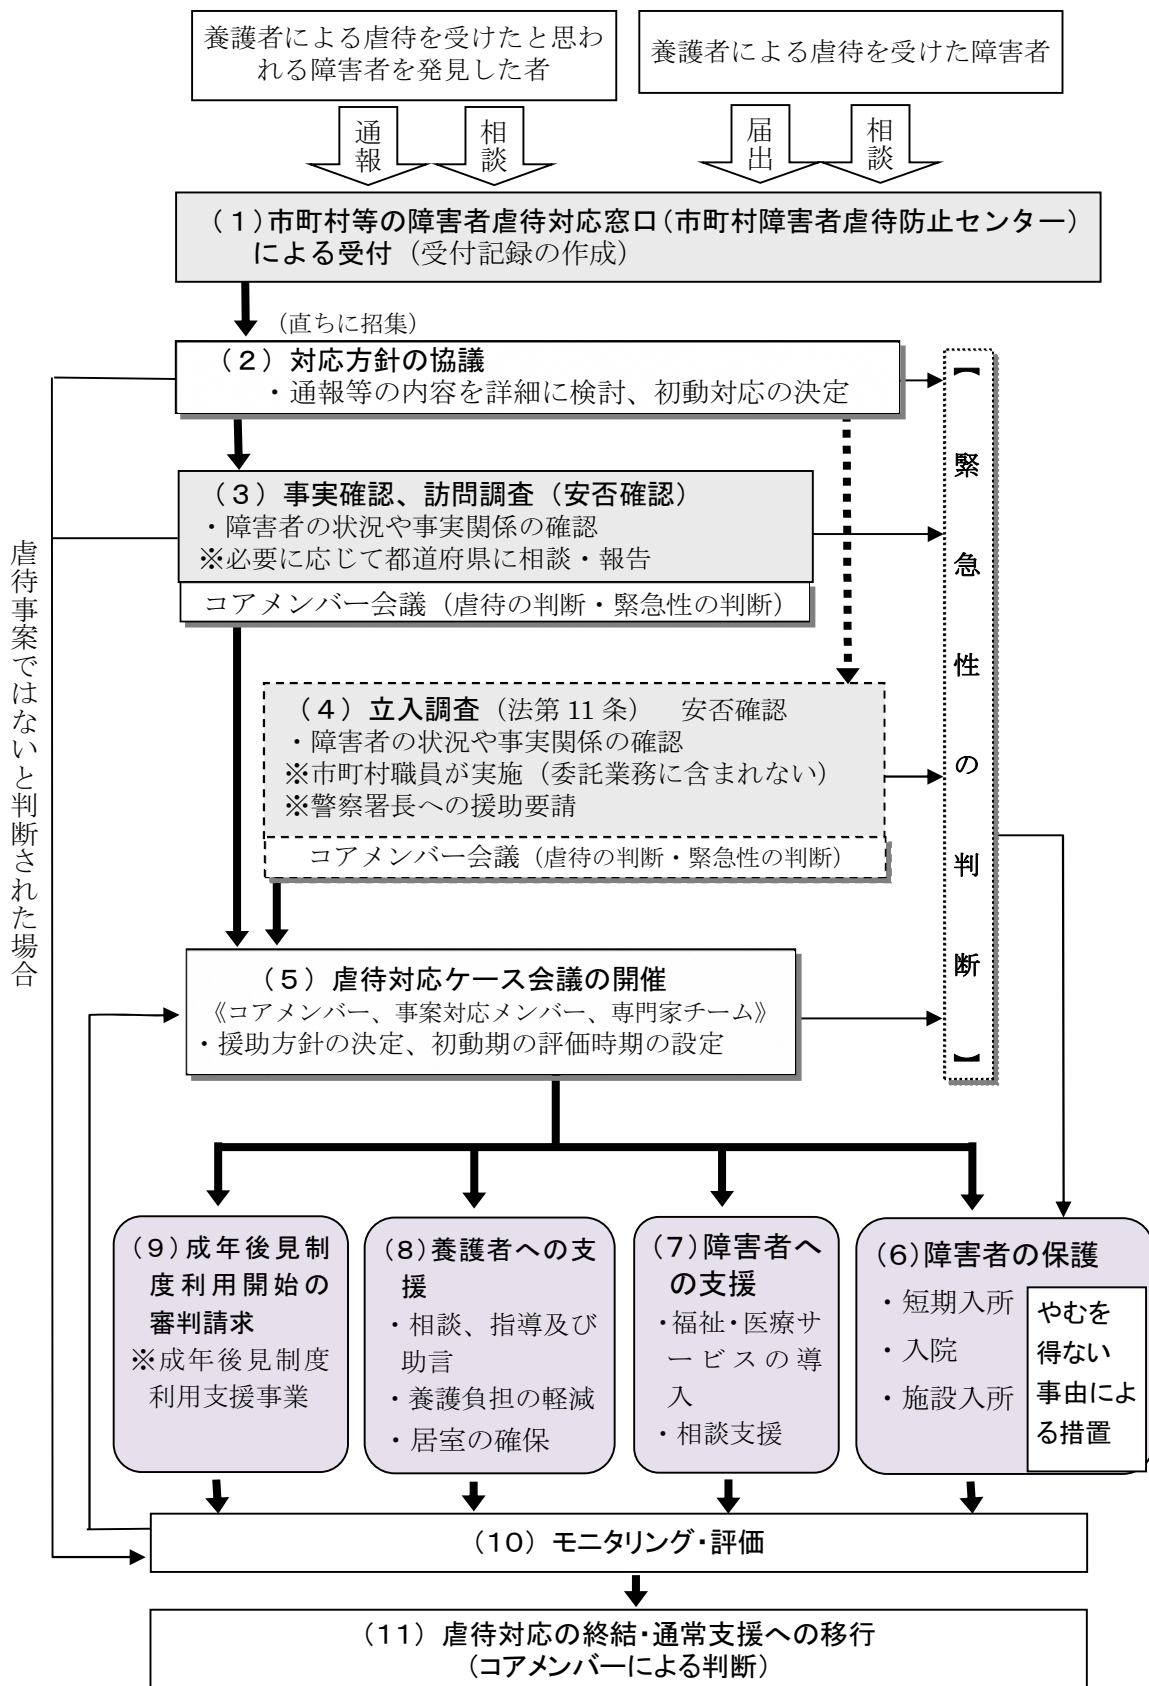 養護者による虐待を受けたと思わ
れる障害者を発見した者
養護者による虐待を受けた障害者
通報
相談
届出
相談
（１）市町村等の障害者虐待対応窓口（市町村障害者虐待防止センター）
による受付（受付記録の作成）
（直ちに招集）
（２）対応方針の協議
・通報等の内容を詳細に検討、初動対応の決定
（３）事実確認、訪問調査（安否確認）
・障害者の状況や事実関係の確認
※必要に応じて都道府県に相談・報告
コアメンバー会議（虐待の判断・緊急性の判断）
（４）立入調査（法第 11 条）　安否確認
・障害者の状況や事実関係の確認
※市町村職員が実施（委託業務に含まれない）
※警察署長への援助要請
コアメンバー会議（虐待の判断・緊急性の判断）
【緊急性の判断】
虐待事案ではないと判断された場合
（５）虐待対応ケース会議の開催
《コアメンバー、事案対応メンバー、専門家チーム》
・援助方針の決定、初動期の評価時期の設定
（９）成年後見制
度利用開始の
審判請求
※成年後見制度
利用支援事業
（８）養護者への支
援
・相談、指導及び
助言
・養護負担の軽減
・居室の確保
（７）障害者へ
の支援
・福祉・医療サ
ービスの導
入
・相談支援
（６）障害者の保護
・短期入所
・入院
・施設入所
やむを
得ない
事由によ
る措置
（１０）モニタリング・評価
（１１）虐待対応の終結・通常支援への移行
（コアメンバーによる判断）